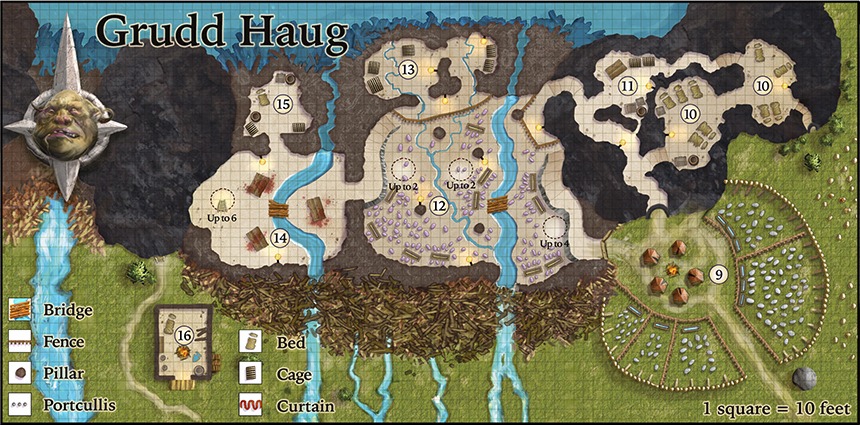 Grudd Haug
13
11
10
15
10
Up to 2
Up to 2
Up to 6
12
Up to 4
14
9
Bridge
16
Fence
Bed
Pillar
Cage
Portcullis
Curtain
1 square = 10 feet